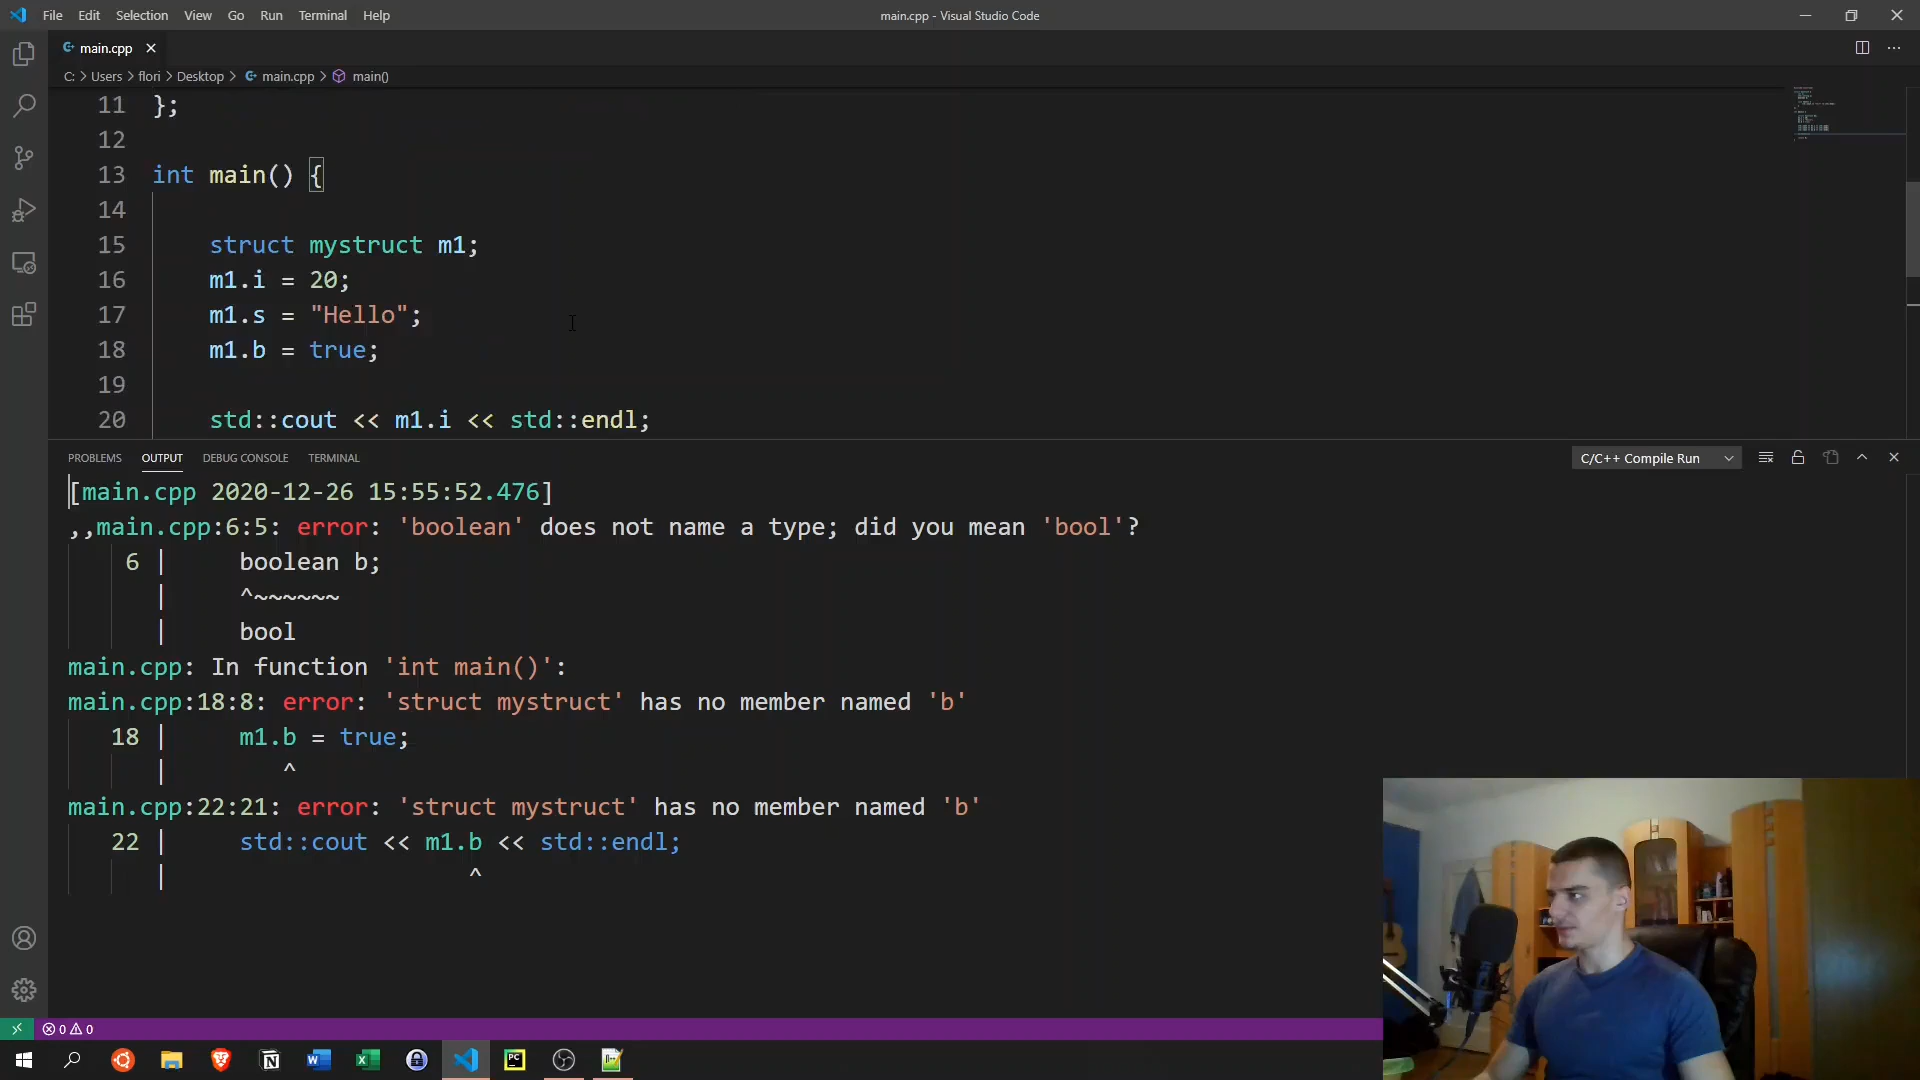 File Edit Selection View Go Run Terminal Help
main.cpp - Visual Studio Code
main.cpp
C: > Users > flori > Desktop > main.cpp > main()
11 };
12
13 int main() {
14
15 struct mystruct m1;
16 m1.i = 20;
17 m1.s = "Hello";
18 m1.b = true;
19
20 std::cout << m1.i << std::endl;
PROBLEMS OUTPUT DEBUG CONSOLE TERMINAL
C/C++ Compile Run
[main.cpp 2020-12-26 15:55:52.476]
,,main.cpp:6:5: error: 'boolean' does not name a type; did you mean 'bool'?
6 | boolean b;
| ^~~~~~~
| bool
main.cpp: In function 'int main()':
main.cpp:18:8: error: 'struct mystruct' has no member named 'b'
18 | m1.b = true;
| ^
main.cpp:22:21: error: 'struct mystruct' has no member named 'b'
22 | std::cout << m1.b << std::endl;
| ^
0 0